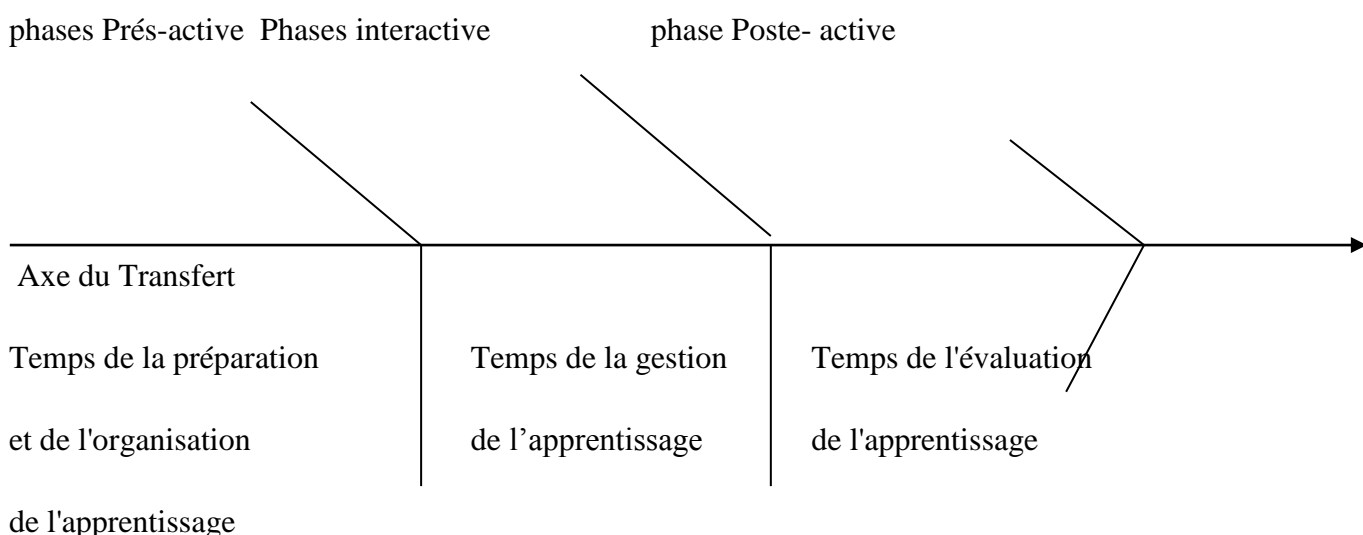 phases Prés-active Phases interactive phase Poste- active
Axe du Transfert
Temps de la préparation Temps de la gestion Temps de l'évaluation
et de l'organisation de l’apprentissage de l'apprentissage
de l'apprentissage